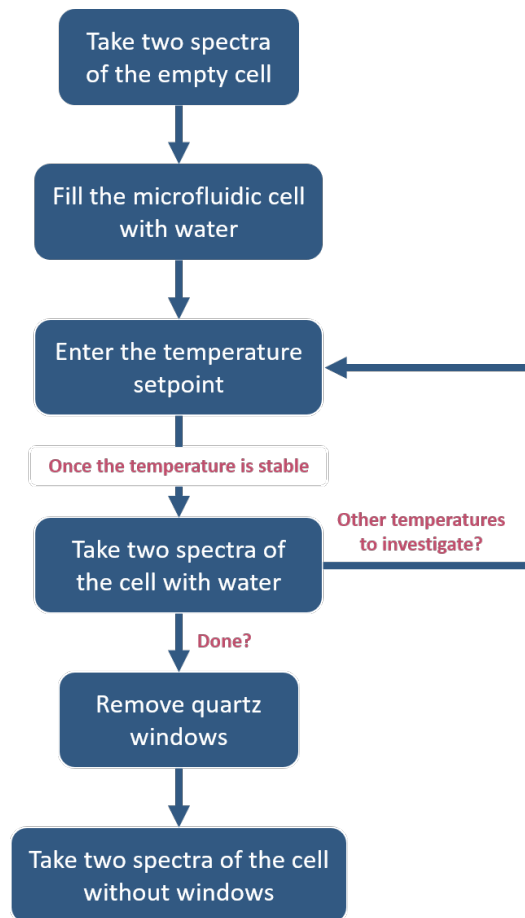 Take two spectra
of the empty cell
Fill the microfluidic cell
with water
Enter the temperature
setpoint
Once the temperature is stable
Take two spectra of
the cell with water
Other temperatures
to investigate?
Done?
Remove quartz
windows
Take two spectra of the cell
without windows